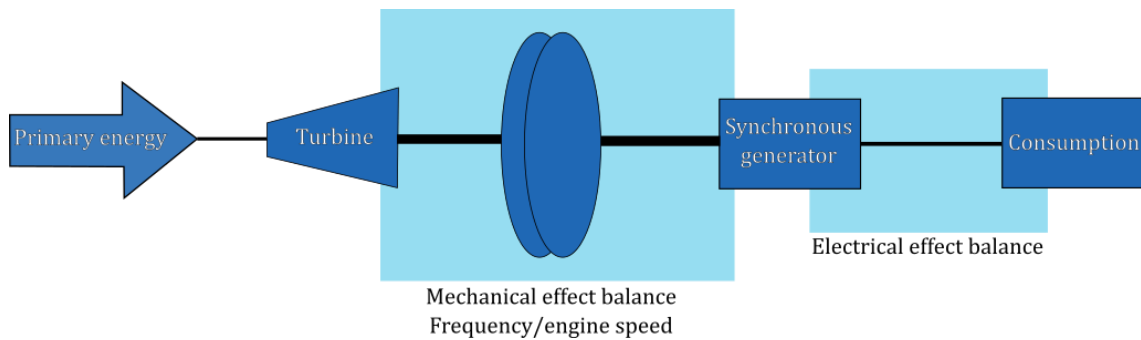 Primary energy
Turbine
Synchronous
generator
Consumption
Electrical effect balance
Mechanical effect balance
Frequency/engine speed